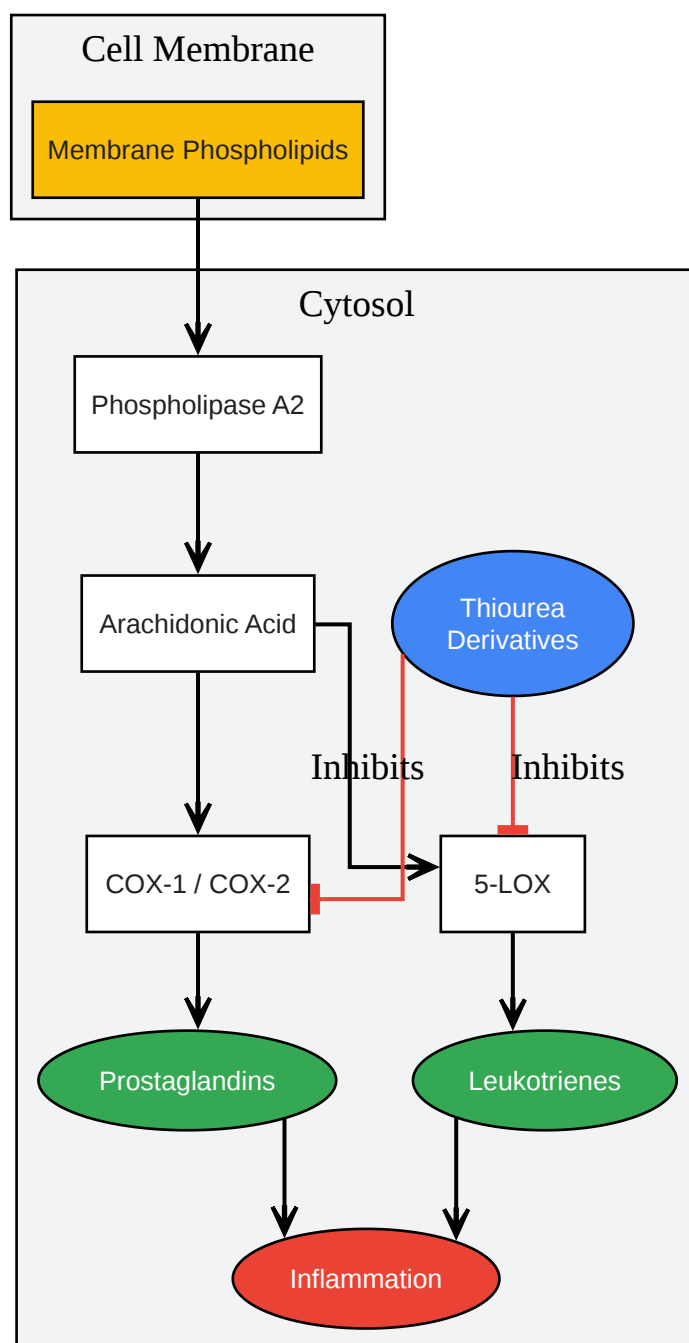 Cell Membrane
Membrane Phospholipids
Cytosol
Phospholipase A2
Arachidonic Acid
Thiourea
Derivatives
Inhibits
Inhibits
COX-1 / COX-2
5-LOX
Prostaglandins
Leukotrienes
Inflammation